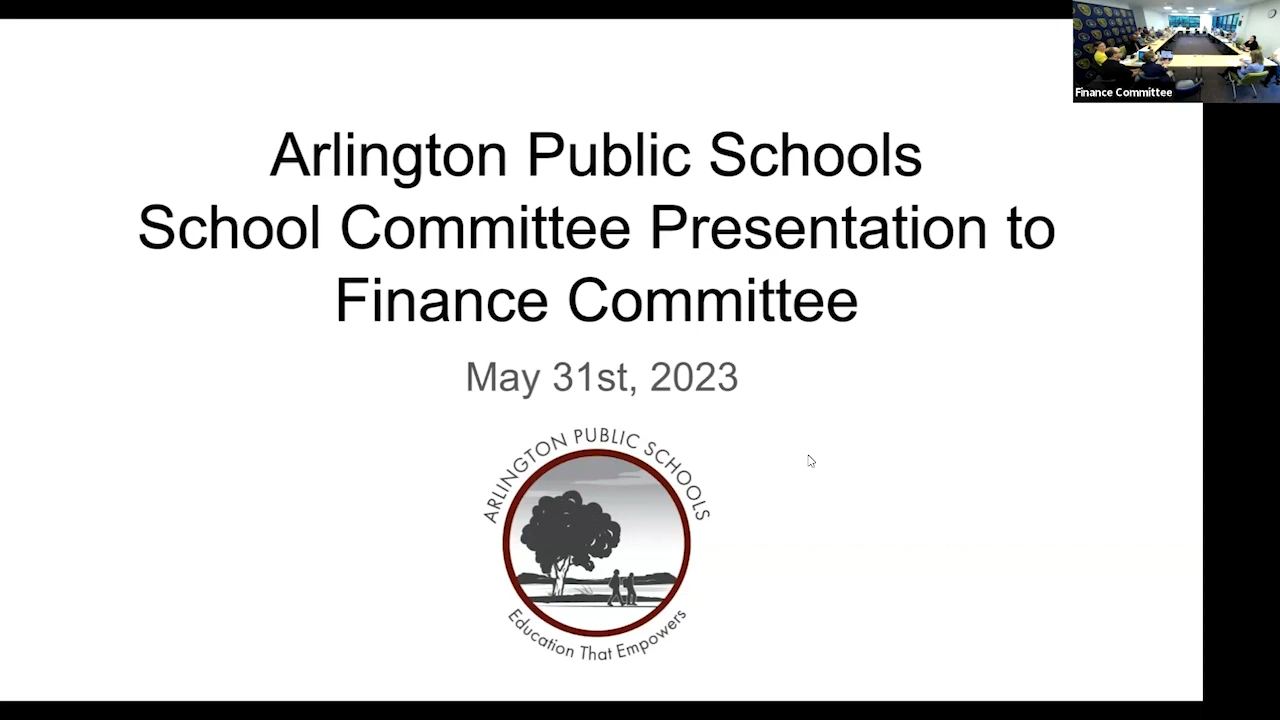 Finance Committee
Arlington Public Schools
School Committee Presentation to
Finance Committee
May 31st, 2023
ARLINGTON PUBLIC SCHOOLS
Education That Empowers